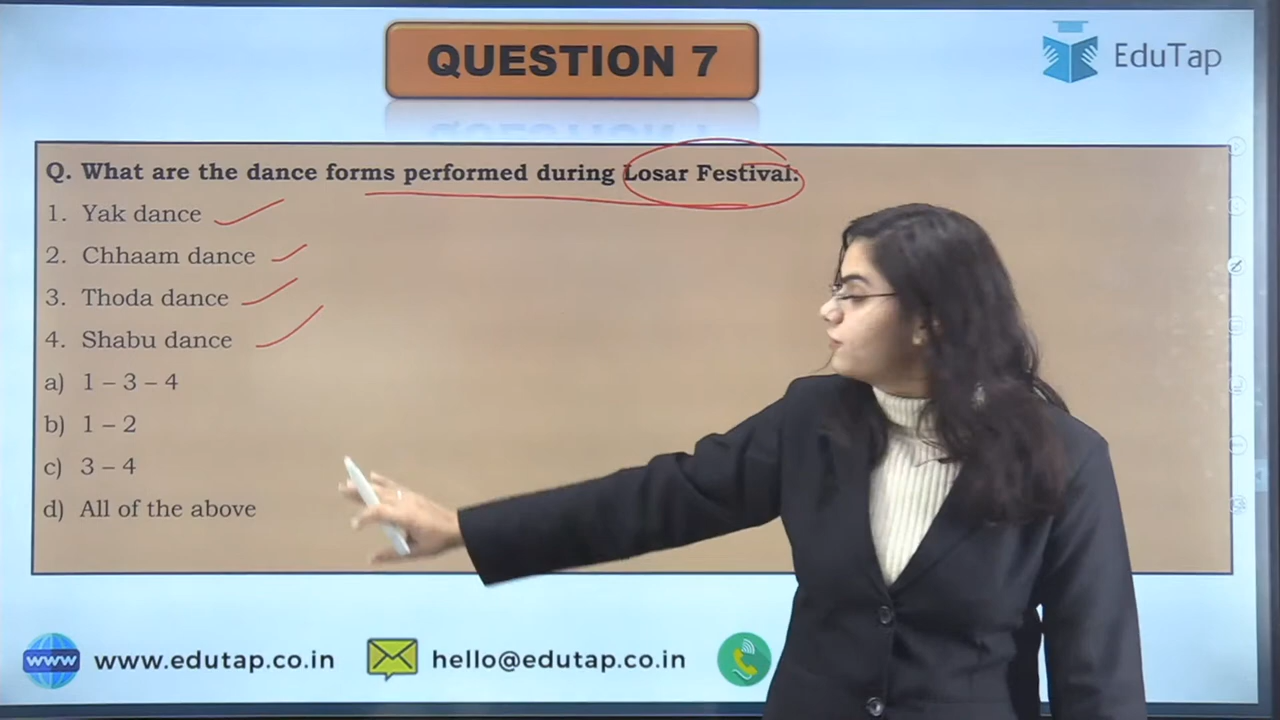 QUESTION 7
EduTap
Q. What are the dance forms performed during Losar Festival:
1. Yak dance
2. Chhaam dance
3. Thoda dance
4. Shabu dance
a) 1 – 3 – 4
b) 1 – 2
c) 3 – 4
d) All of the above
www
www.edutap.co.in
hello@edutap.co.in